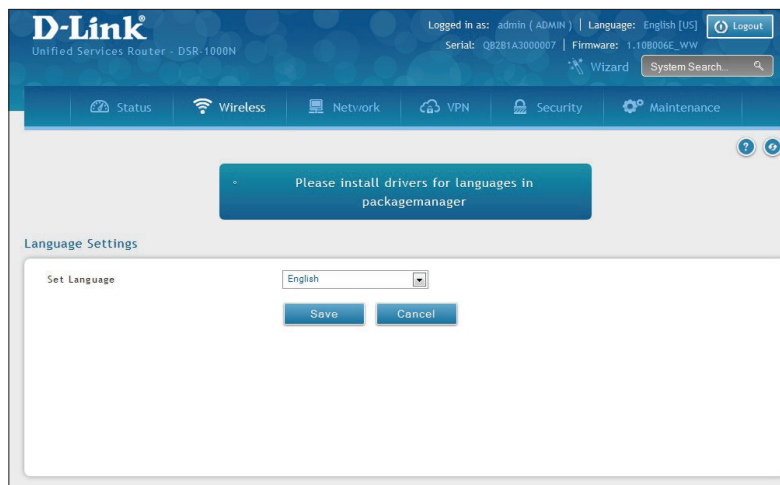 D-Link®
Logged in as: admin ( ADMIN ) | Language: English [US] Logout
Unified Services Router - DSR-1000N
Serial: QB2B1A3000007 | Firmware: 1.10B006E_WW
Wizard System Search...
Status Wireless Network VPN Security Maintenance
Please install drivers for languages in
packagemanager
Language Settings
Set Language English
Save Cancel